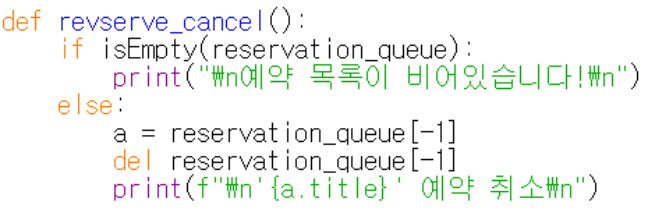 def revserve_cancel():
    if isEmpty(reservation_queue):
        print("₩n예약 목록이 비어있습니다!₩n")
    else:
        a = reservation_queue[-1]
        del reservation_queue[-1]
        print(f"₩n'{a.title}' 예약 취소₩n")